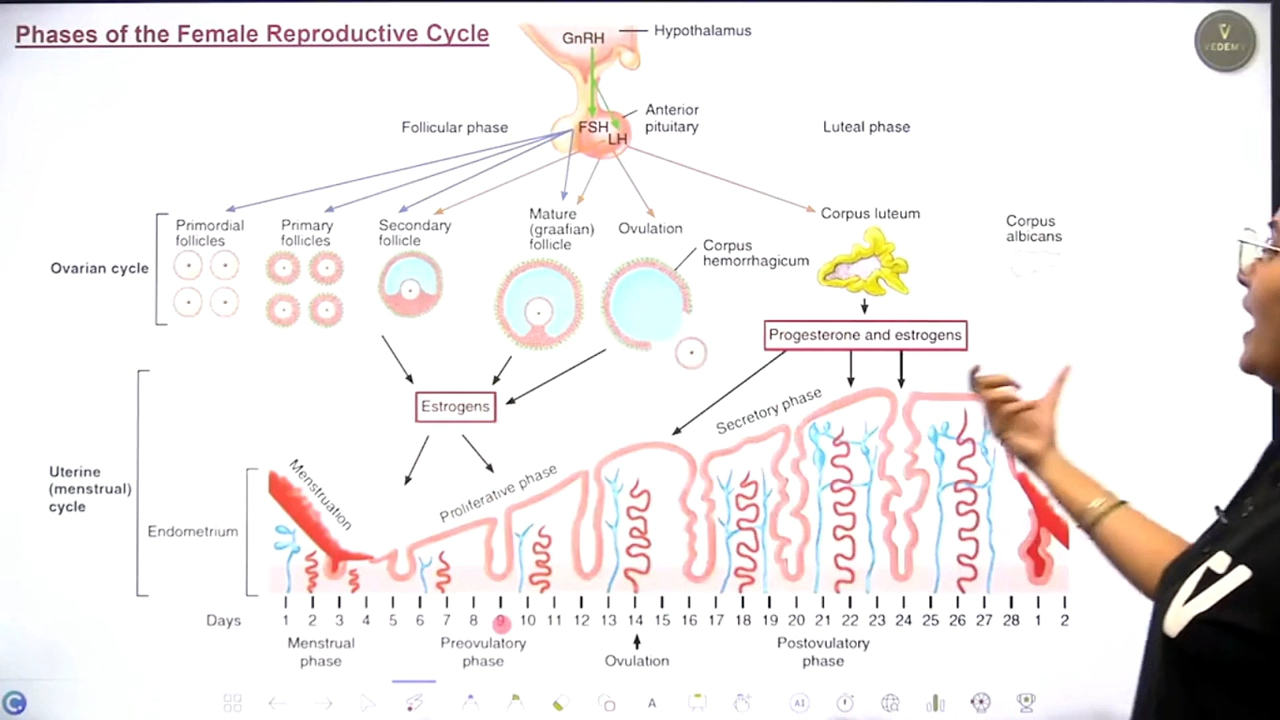 Phases of the Female Reproductive Cycle
GnRH
Hypothalamus
VEDEMY
Anterior
pituitary
Follicular phase
FSH
LH
Luteal phase
Primordial
follicles
Primary
follicles
Secondary
follicle
Mature
(graafian)
follicle
Ovulation
Corpus
hemorrhagicum
Corpus luteum
Corpus
albicans
Ovarian cycle
Progesterone and estrogens
Estrogens
Secretory phase
Uterine
(menstrual)
cycle
Menstruation
Proliferative phase
Endometrium
Days 1 2 3 4 5 6 7 8 9 10 11 12 13 14 15 16 17 18 19 20 21 22 23 24 25 26 27 28 1 2
Menstrual
phase
Preovulatory
phase
Ovulation
Postovulatory
phase
A
AI